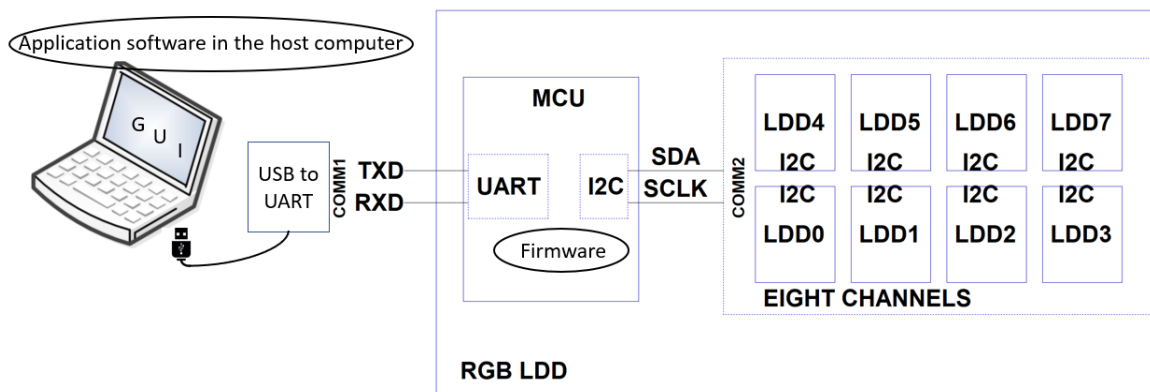 Application software in the host computer
G U I
USB to
UART
COMM1
TXD
RXD
MCU
UART
I2C
Firmware
SDA
SCLK
COMM2
LDD4 LDD5 LDD6 LDD7
I2C I2C I2C I2C
I2C I2C I2C I2C
LDD0 LDD1 LDD2 LDD3
EIGHT CHANNELS
RGB LDD